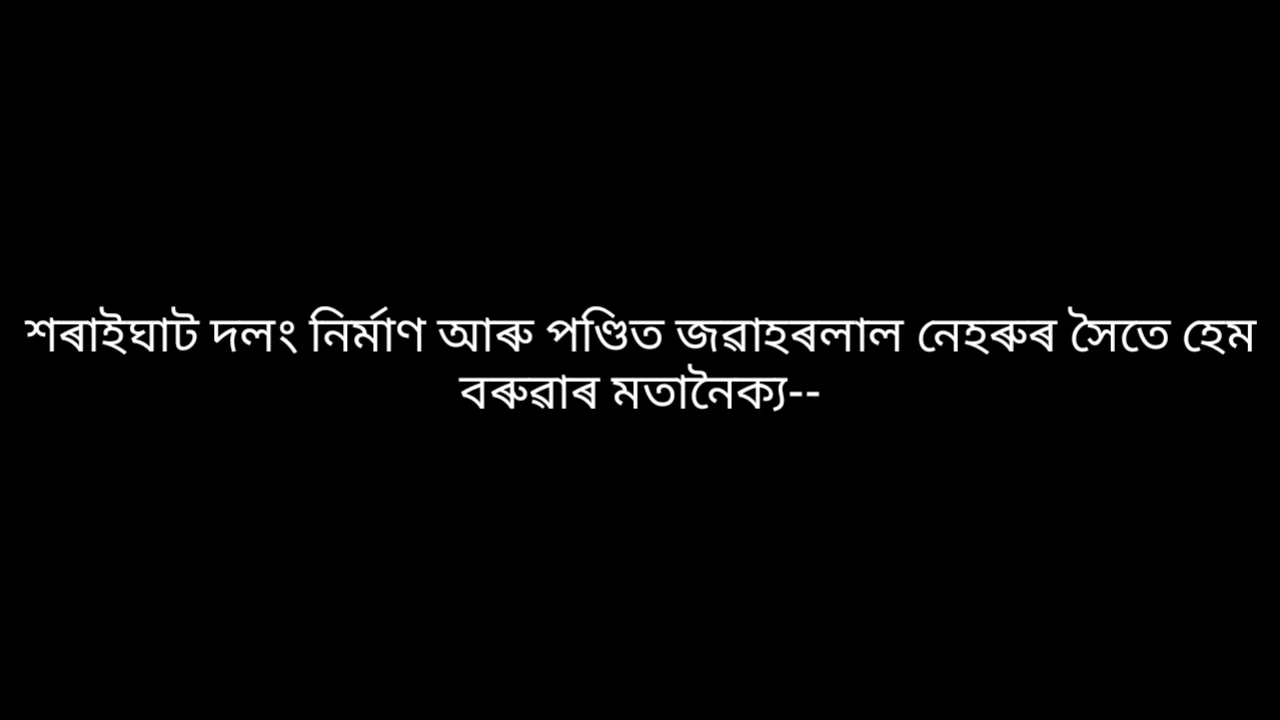 শৰাইঘাট দলং নিৰ্মাণ আৰু পণ্ডিত জৱাহৰলাল নেহৰুৰ সৈতে হেম
বৰুৱাৰ মতানৈক্য--